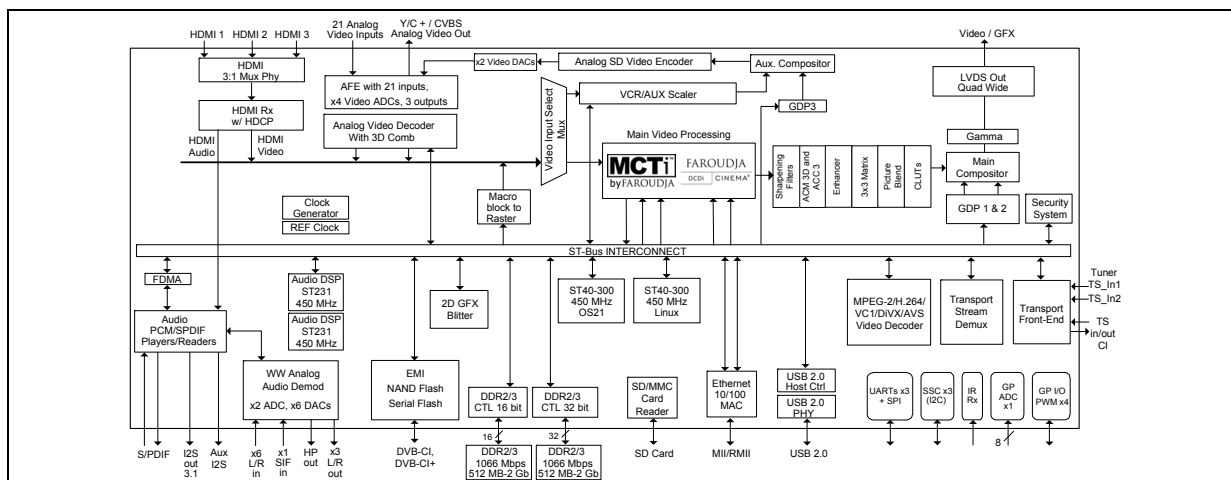 HDMI 1 HDMI 2 HDMI 3
21 Analog
Video Inputs
Y/C + / CVBS
Analog Video Out
Video / GFX
HDMI
3:1 Mux Phy
HDMI Rx
w/ HDCP
HDMI
Audio
HDMI
Video
AFE with 21 inputs,
x4 Video ADCs, 3 outputs
Analog Video Decoder
With 3D Comb
x2 Video DACs
Analog SD Video Encoder
Aux. Compositor
VCR/AUX Scaler
GDP3
Video Input Select
Mux
Main Video Processing
MCTi
byFAROUDJA
FAROUDJA
DCDI CINEMA
Sharpening
Filters
ACM 3D and
ACC 3
Enhancer
3x3 Matrix
Picture
Blend
CLUTs
LVDS Out
Quad Wide
Gamma
Main
Compositor
GDP 1 & 2
Security
System
Macro
block to
Raster
Clock
Generator
REF Clock
ST-Bus INTERCONNECT
FDMA
Audio
PCM/SPDIF
Players/Readers
Audio DSP
ST231
450 MHz
Audio DSP
ST231
450 MHz
WW Analog
Audio Demod
x2 ADC, x6 DACs
EMI
NAND Flash
Serial Flash
2D GFX
Blitter
DDR2/3
CTL 16 bit
DDR2/3
CTL 32 bit
ST40-300
450 MHz
OS21
ST40-300
450 MHz
Linux
SD/MMC
Card
Reader
Ethernet
10/100
MAC
USB 2.0
Host Ctrl
USB 2.0
PHY
MPEG-2/H.264/
VC1/DiVX/AVS
Video Decoder
Transport
Stream
Demux
Transport
Front-End
Tuner
TS_In1
TS_In2
TS
in/out
CI
UARTs x3
+ SPI
SSC x3
(I2C)
IR
Rx
GP
ADC
x1
GP I/O
PWM x4
S/PDIF
I2S
out
3.1
Aux
I2S
x6
L/R
in
x1
SIF
in
HP
out
x3
L/R
out
DVB-CI,
DVB-CI+
16
DDR2/3
1066 Mbps
512 MB-2 Gb
32
DDR2/3
1066 Mbps
512 MB-2 Gb
SD Card
MII/RMII
USB 2.0
8